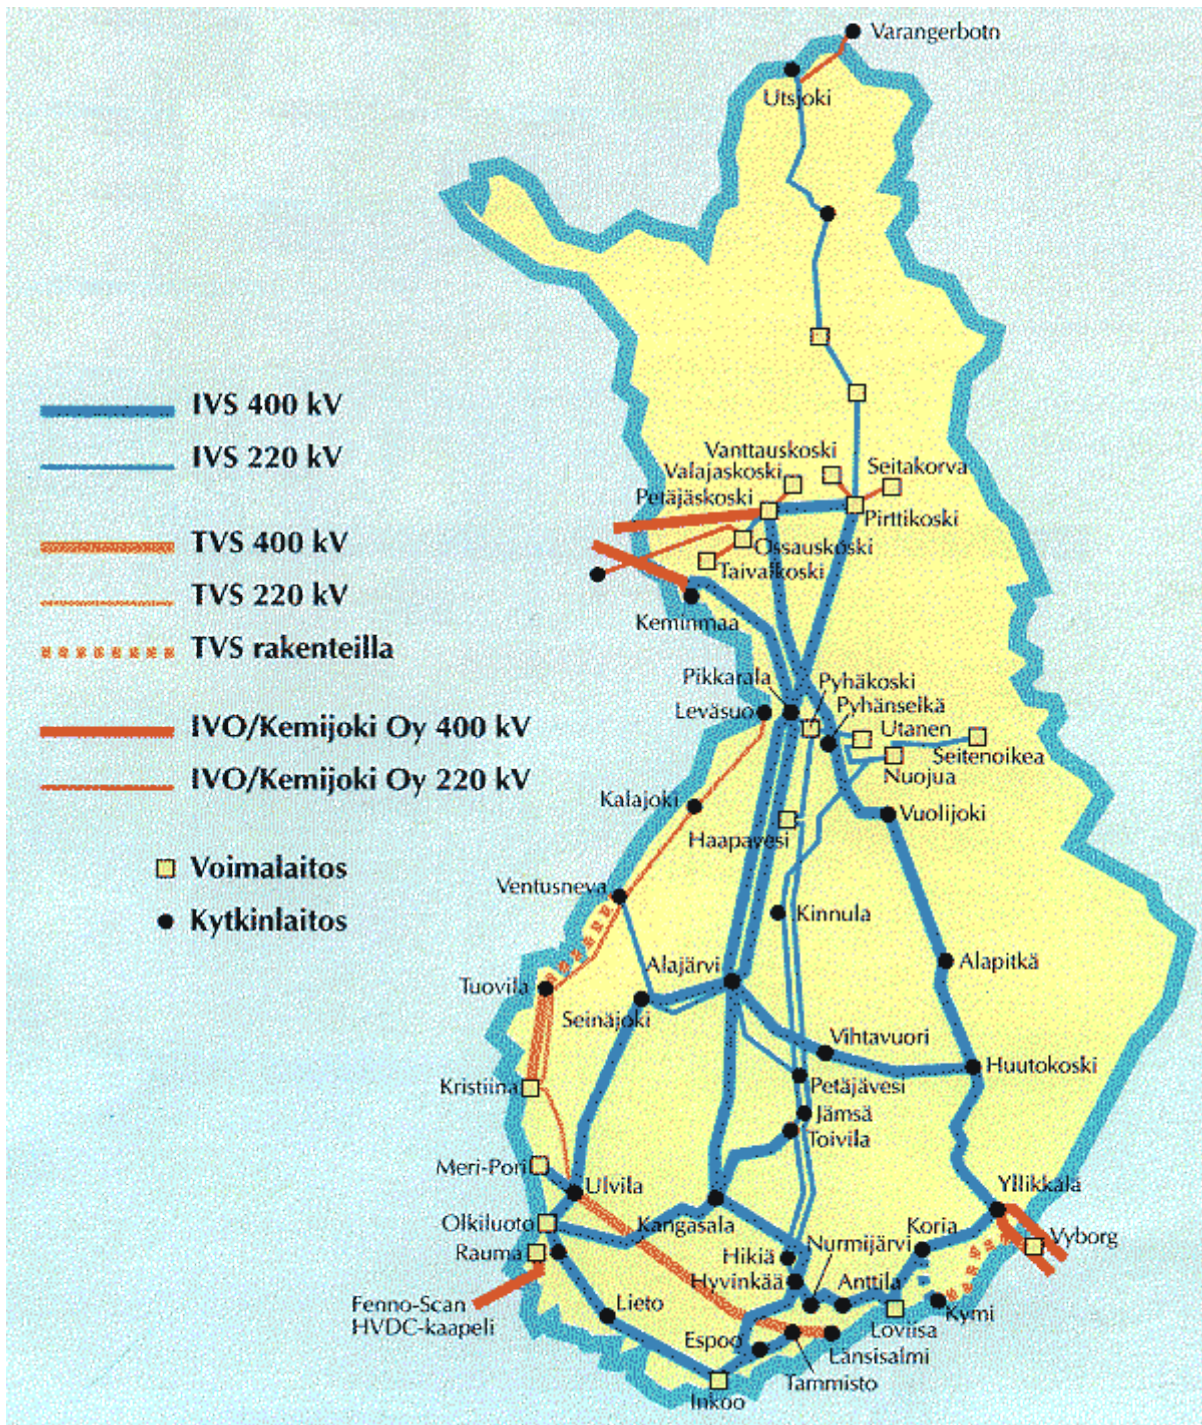 Varangerbotn
Utsjoki
IVS 400 kV
IVS 220 kV
TVS 400 kV
TVS 220 kV
TVS rakenteilla
IVO/Kemijoki Oy 400 kV
IVO/Kemijoki Oy 220 kV
Voimalaitos
Kytkinlaitos
Vanttauskoski
Valajaskoski
Seitakorva
Petäjäskoski
Pirttikoski
Ossauskoski
Taivalkoski
Keminmaa
Pikkarala
Pyhäkoski
Leväsuo
Pyhänselkä
Utanen
Seitenoikea
Nuojua
Kalajoki
Vuolijoki
Haapavesi
Ventusneva
Kinnula
Alajärvi
Alapitkä
Tuovila
Seinäjoki
Vihtavuori
Huutokoski
Kristiina
Petäjävesi
Jämsä
Toivila
Meri-Pori
Ulvila
Yllikkälä
Olkiluoto
Kangasala
Koria
Rauma
Hikiä
Nurmijärvi
Vyborg
Hyvinkää
Anttila
Fenno-Scan
HVDC-kaapeli
Lieto
Loviisa
Kymi
Espoo
Länsisalmi
Tammisto
Inkoo